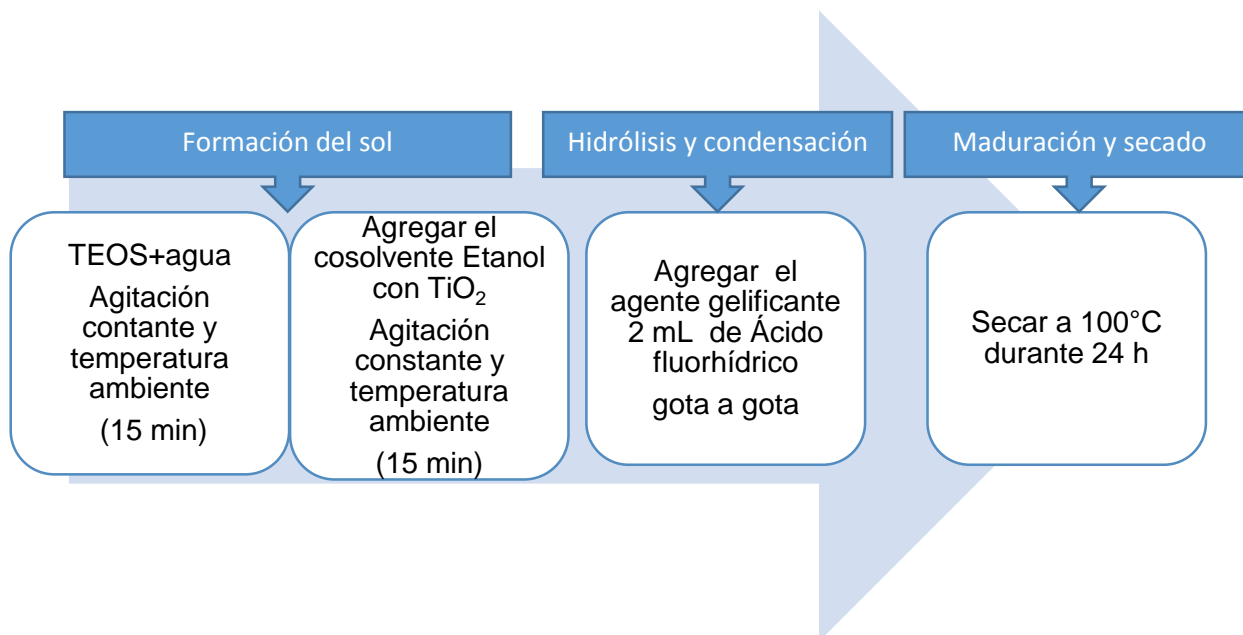 Formación del sol
TEOS+agua
Agitación
contante y
temperatura
ambiente
(15 min)
Agregar el
cosolvente Etanol
con TiO₂
Agitación
constante y
temperatura
ambiente
(15 min)
Hidrólisis y condensación
Agregar el
agente gelificante
2 mL de Ácido
fluorhídrico
gota a gota
Maduración y secado
Secar a 100°C
durante 24 h